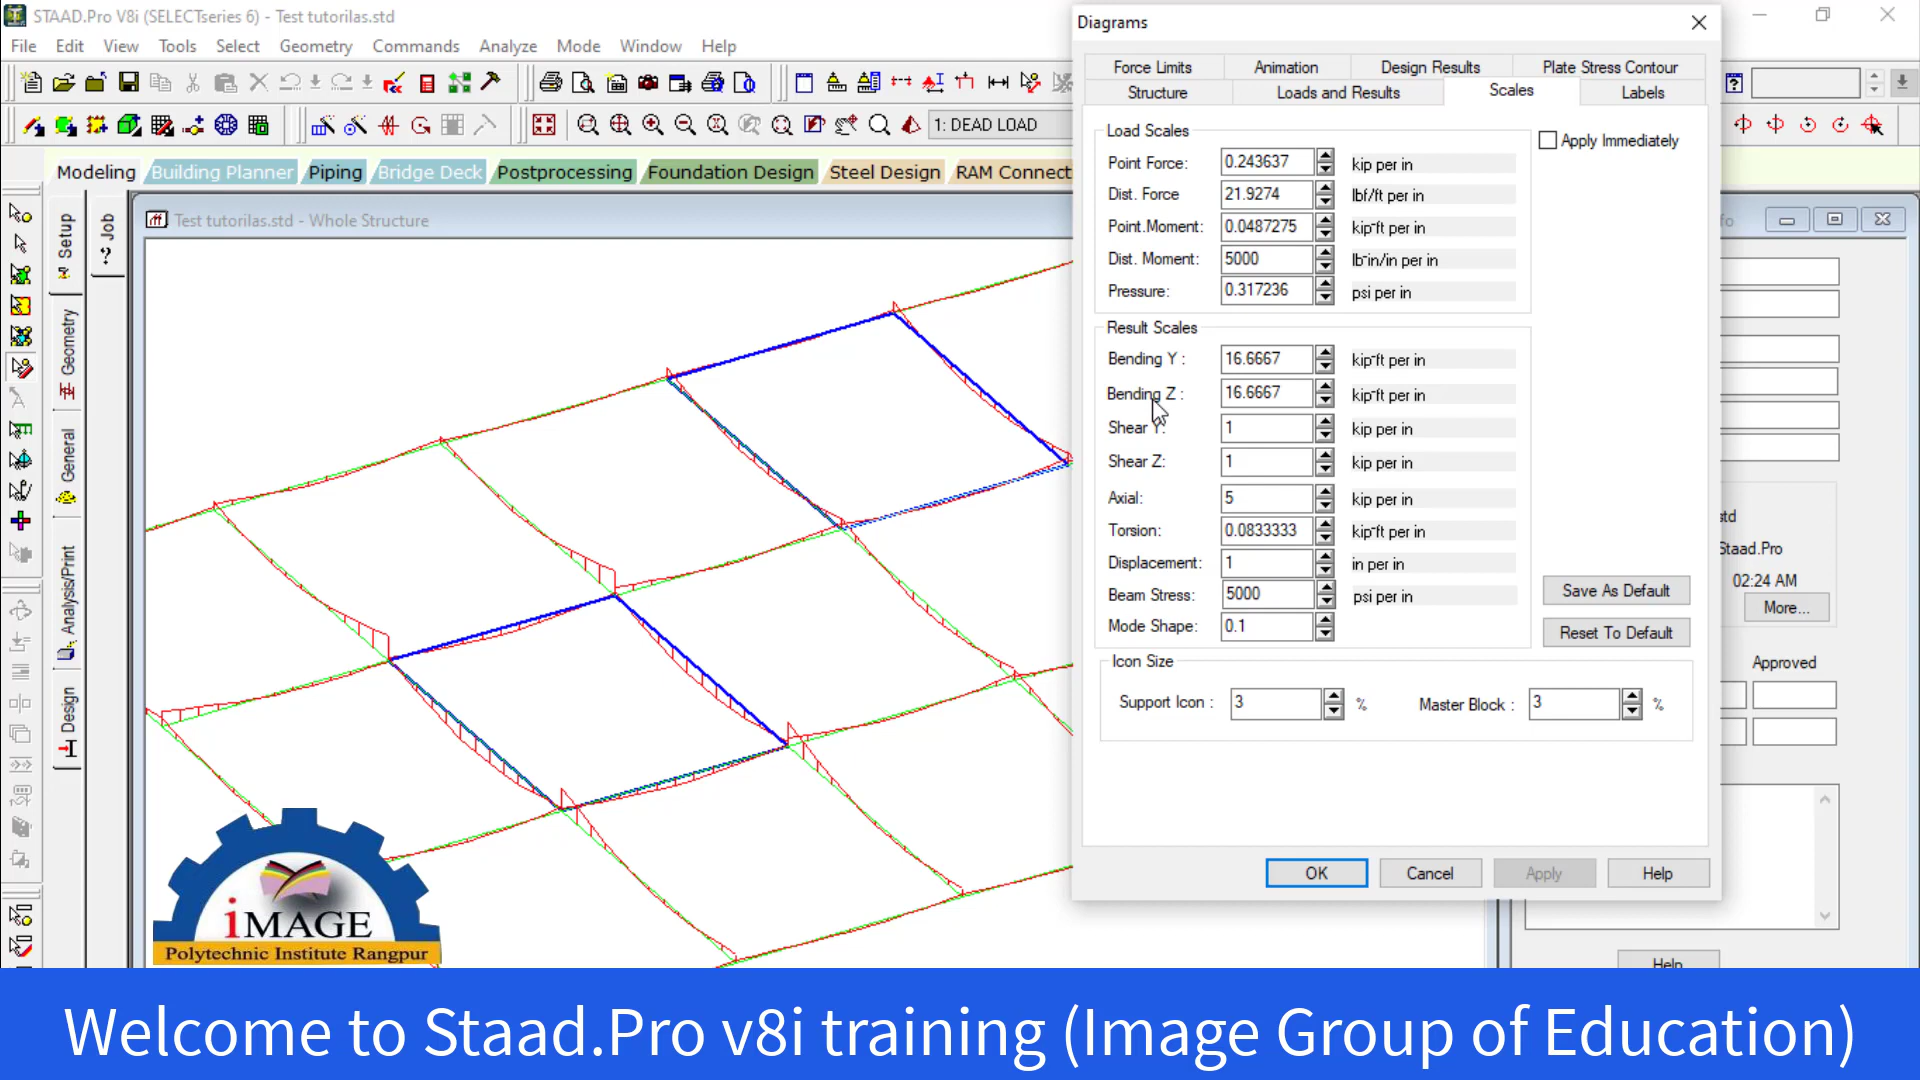 STAAD.Pro V8i (SELECTseries 6) - Test tutorilas.std
File Edit View Tools Select Geometry Commands Analyze Mode Window Help
1: DEAD LOAD
Modeling Building Planner Piping Bridge Deck Postprocessing Foundation Design Steel Design RAM Connect
Test tutorilas.std - Whole Structure
Job
Setup
Geometry
General
Analysis/Print
Design
Diagrams
Force Limits Animation Design Results Plate Stress Contour
Structure Loads and Results Scales Labels
Load Scales
Apply Immediately
Point Force: 0.243637 kip per in
Dist. Force 21.9274 lbf/ft per in
Point.Moment: 0.0487275 kip-ft per in
Dist. Moment: 5000 lb-in/in per in
Pressure: 0.317236 psi per in
Result Scales
Bending Y : 16.6667 kip-ft per in
Bending Z : 16.6667 kip-ft per in
Shear Y: 1 kip per in
Shear Z: 1 kip per in
Axial: 5 kip per in
Torsion: 0.0833333 kip-ft per in
Displacement: 1 in per in
Beam Stress: 5000 psi per in
Mode Shape: 0.1
Save As Default
Reset To Default
Icon Size
Support Icon : 3 % Master Block : 3 %
OK Cancel Apply Help
std
Staad.Pro
02:24 AM
More...
Approved
Help
iMAGE
Polytechnic Institute Rangpur
Welcome to Staad.Pro v8i training (Image Group of Education)